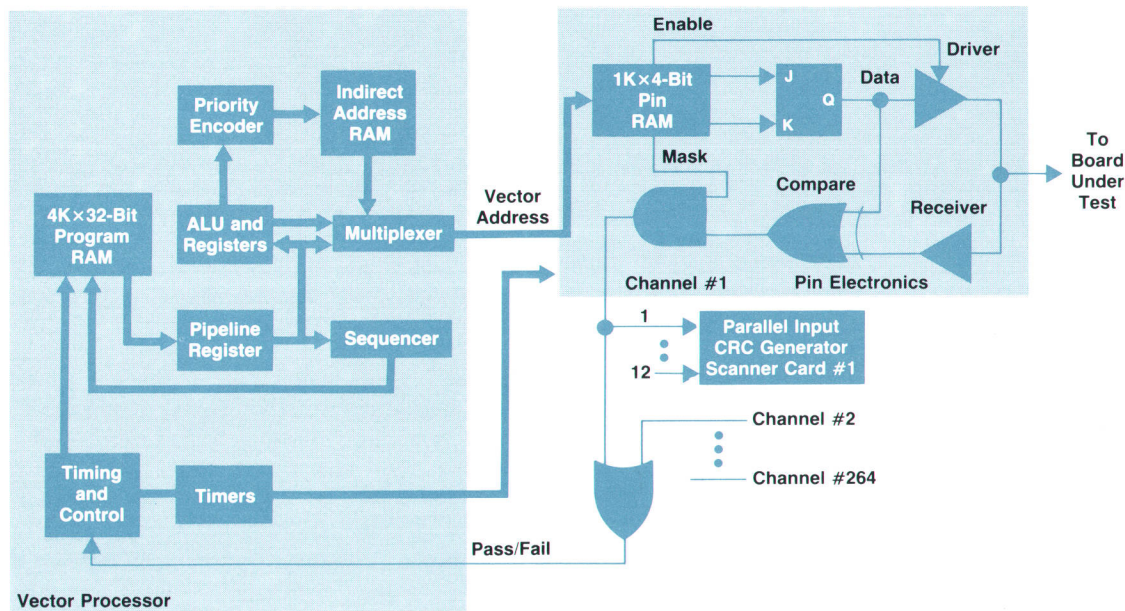 Enable
Driver
1K×4-Bit
Pin
RAM
J
K
Q
Data
Mask
Compare
Receiver
To
Board
Under
Test
Channel #1
Pin Electronics
Priority
Encoder
Indirect
Address
RAM
4K×32-Bit
Program
RAM
ALU and
Registers
Multiplexer
Vector
Address
Pipeline
Register
Sequencer
1
12
Parallel Input
CRC Generator
Scanner Card #1
Channel #2
Channel #264
Timing
and
Control
Timers
Pass/Fail
Vector Processor